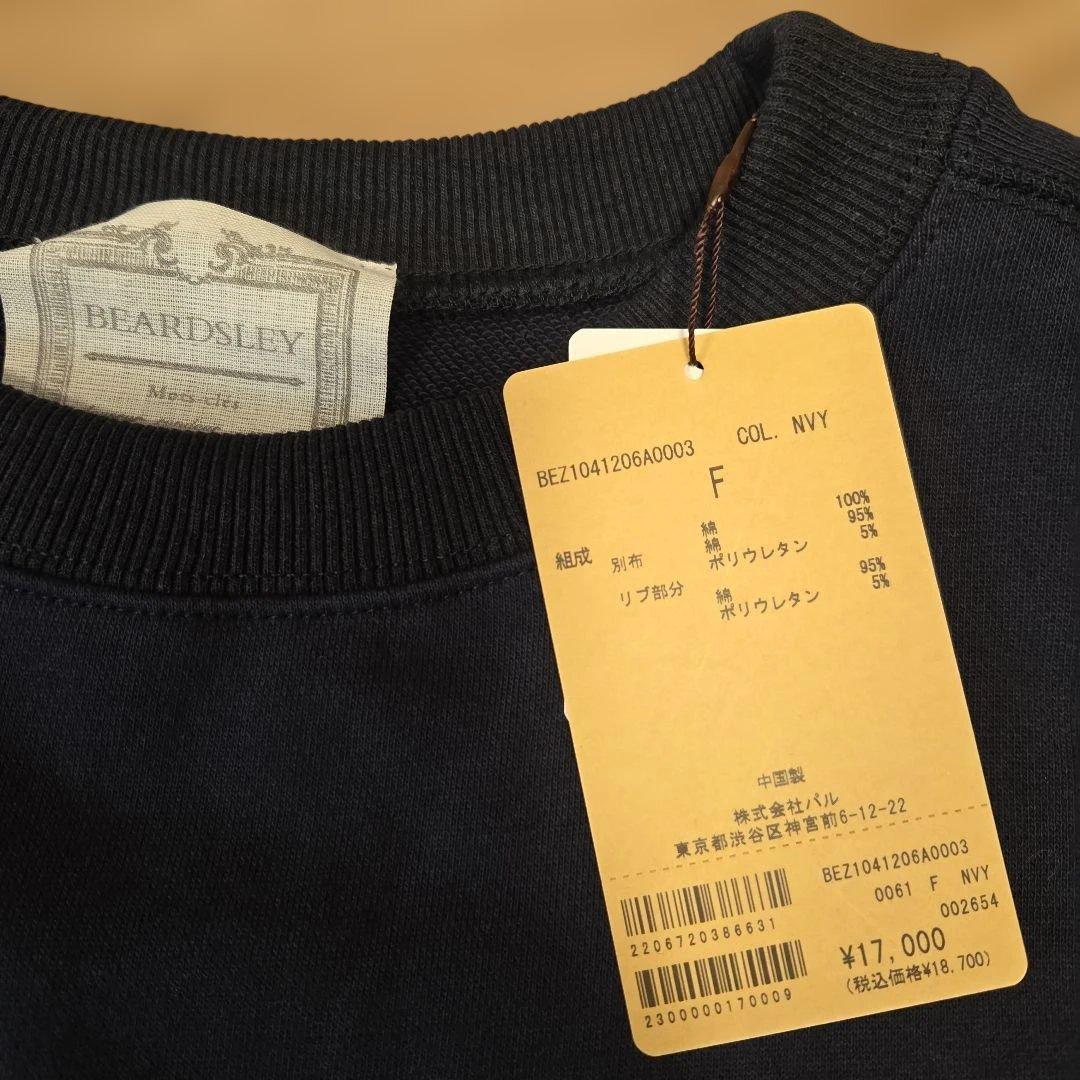 BEARDSLEY
Mots-clés
BEZ1041206A0003 COL. NVY
F
組成 綿 100%
別布 綿 95%
ポリウレタン 5%
リブ部分 綿 95%
ポリウレタン 5%
中国製
株式会社パル
東京都渋谷区神宮前6-12-22
BEZ1041206A0003
0061 F NVY
002654
2206720386631
¥17,000
(税込価格¥18,700)
2300000170009